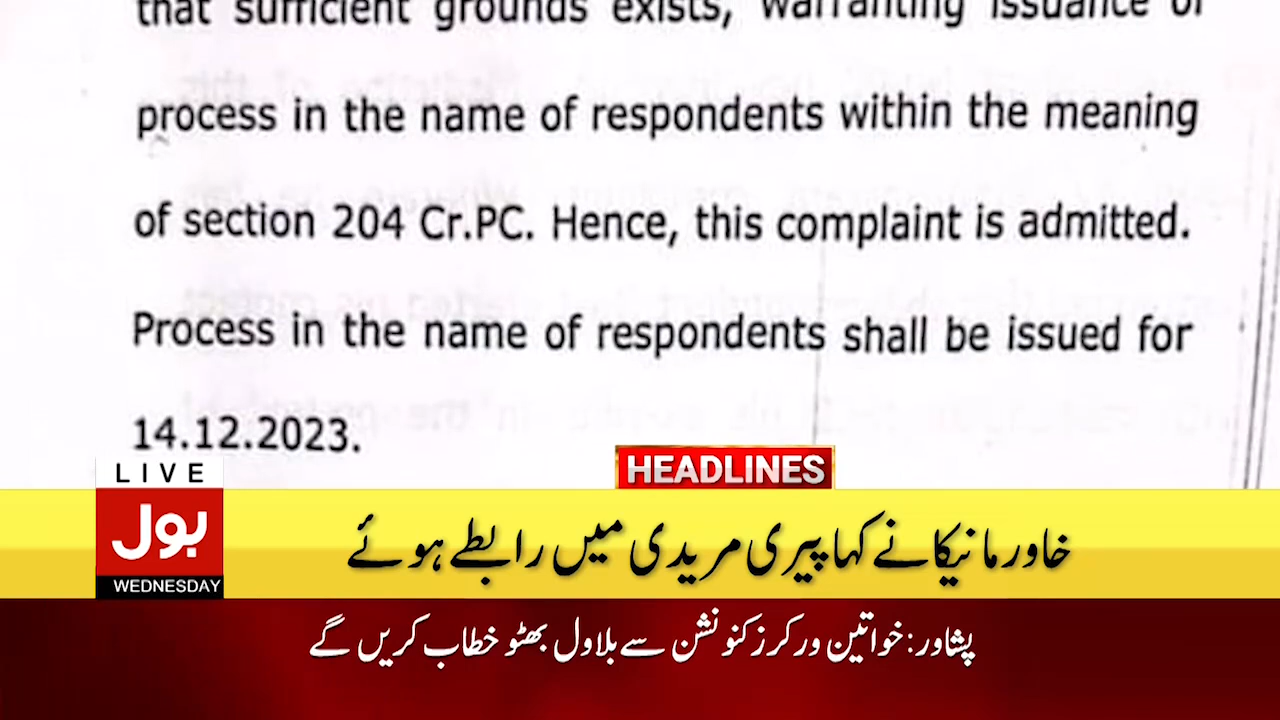 that sufficient grounds exists, warranting issuance of
process in the name of respondents within the meaning
of section 204 Cr.PC. Hence, this complaint is admitted.
Process in the name of respondents shall be issued for
14.12.2023.
LIVE
HEADLINES
بول
خاور مانیکا نے کہا پیری مریدی میں رابطے ہوئے
WEDNESDAY
پشاور: خواتین ورکرز کنونشن سے بلاول بھٹو خطاب کریں گے